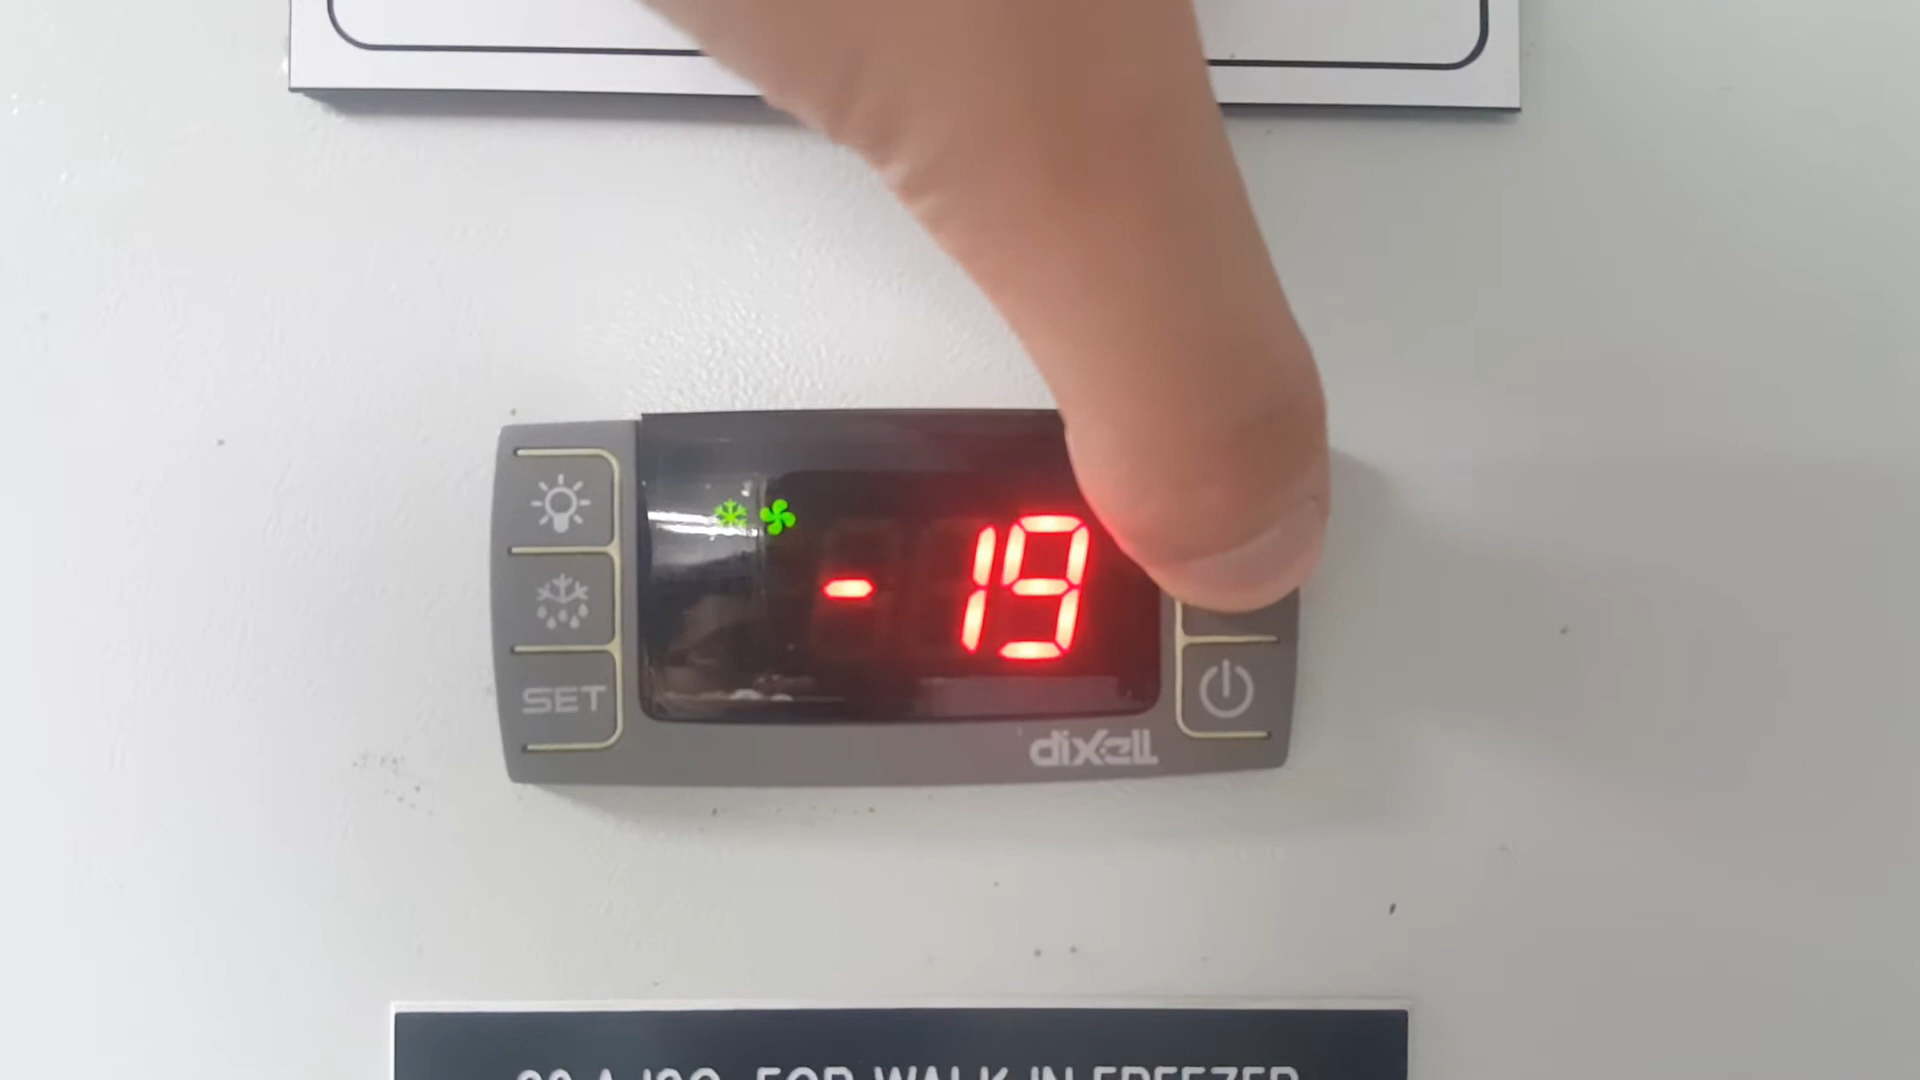 - 19
SET
dixell
FOR WALK IN FREEZER